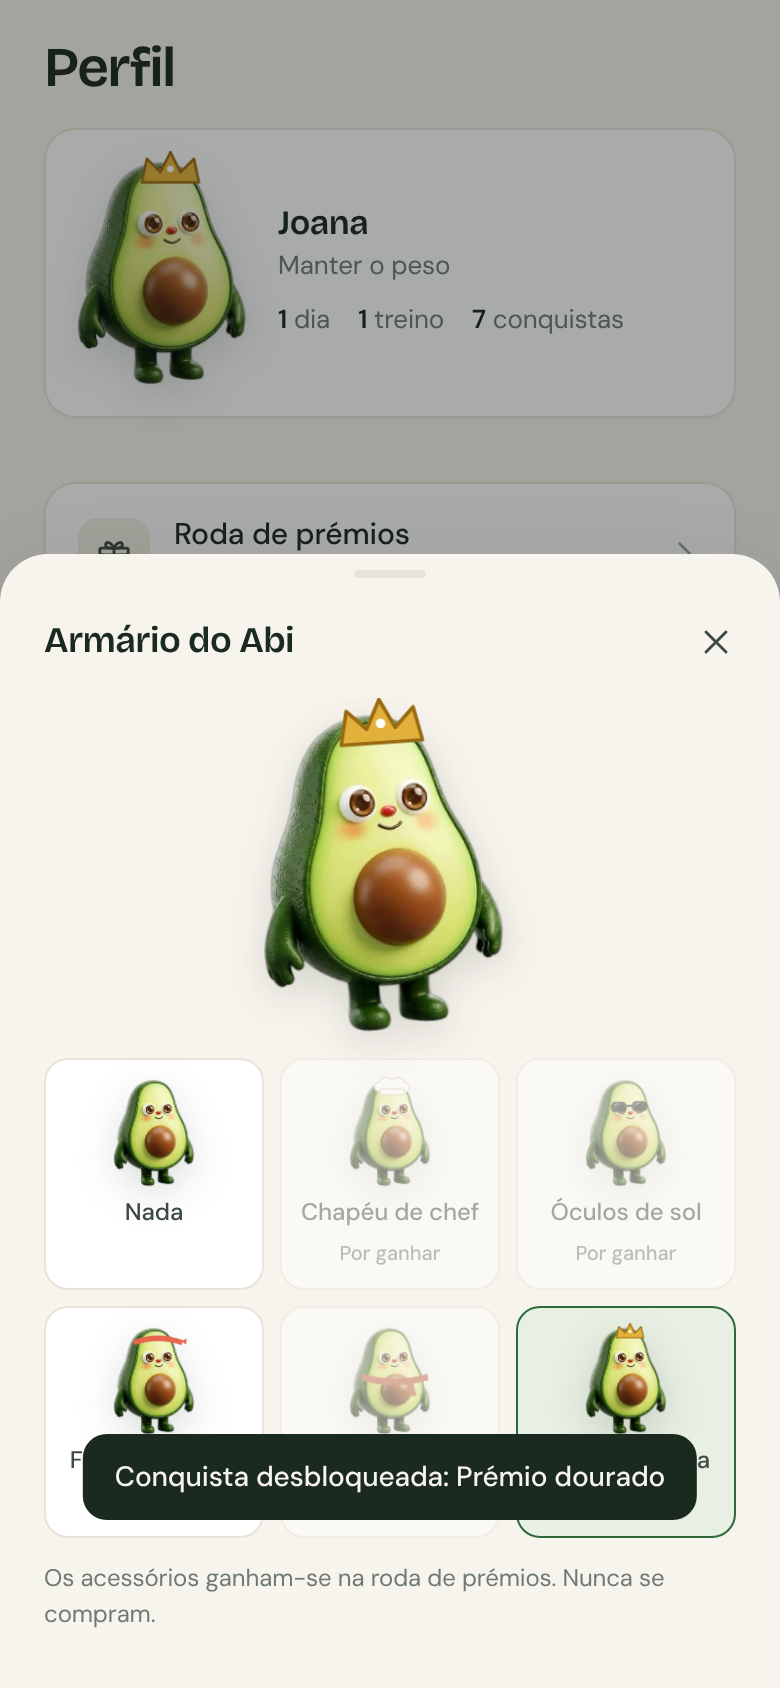 Perfil
Joana
Manter o peso
1 dia 1 treino 7 conquistas
Roda de prémios
Armário do Abi
Nada
Chapéu de chef
Óculos de sol
Por ganhar
Por ganhar
Conquista desbloqueada: Prémio dourado
Os acessórios ganham-se na roda de prémios. Nunca se
compram.